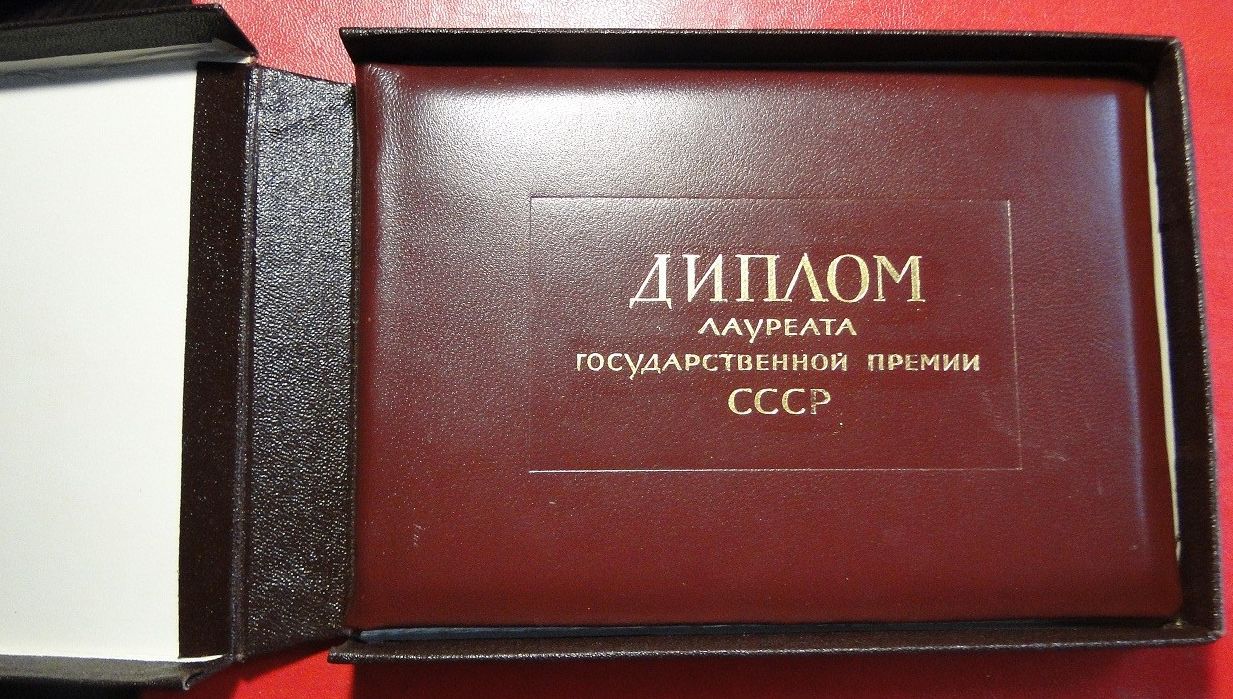 ДИПЛОМ
ЛАУРЕАТА
ГОСУДАРСТВЕННОЙ ПРЕМИИ
СССР